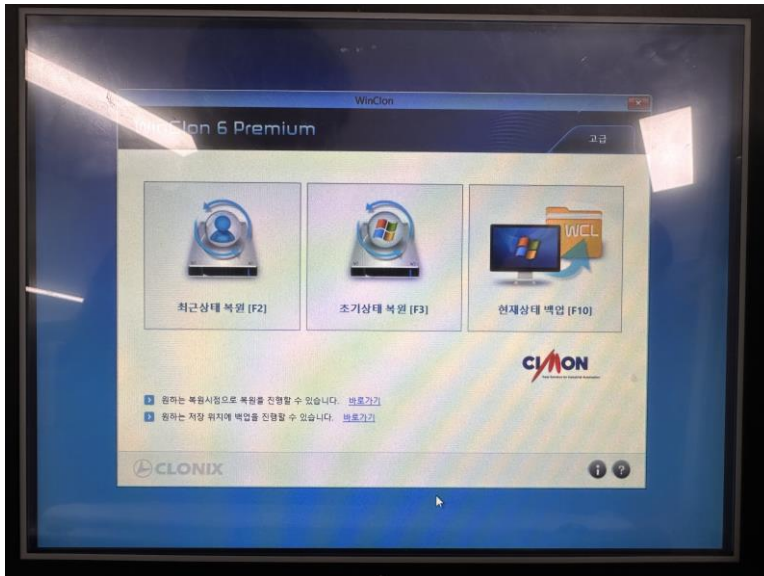 WinClon
WinClon 6 Premium
고급
WCL
최근상태 복원 [F2]
초기상태 복원 [F3]
현재상태 백업 [F10]
CIMON
원하는 복원시점으로 복원을 진행할 수 있습니다. 바로가기
원하는 저장 위치에 백업을 진행할 수 있습니다. 바로가기
CLONIX